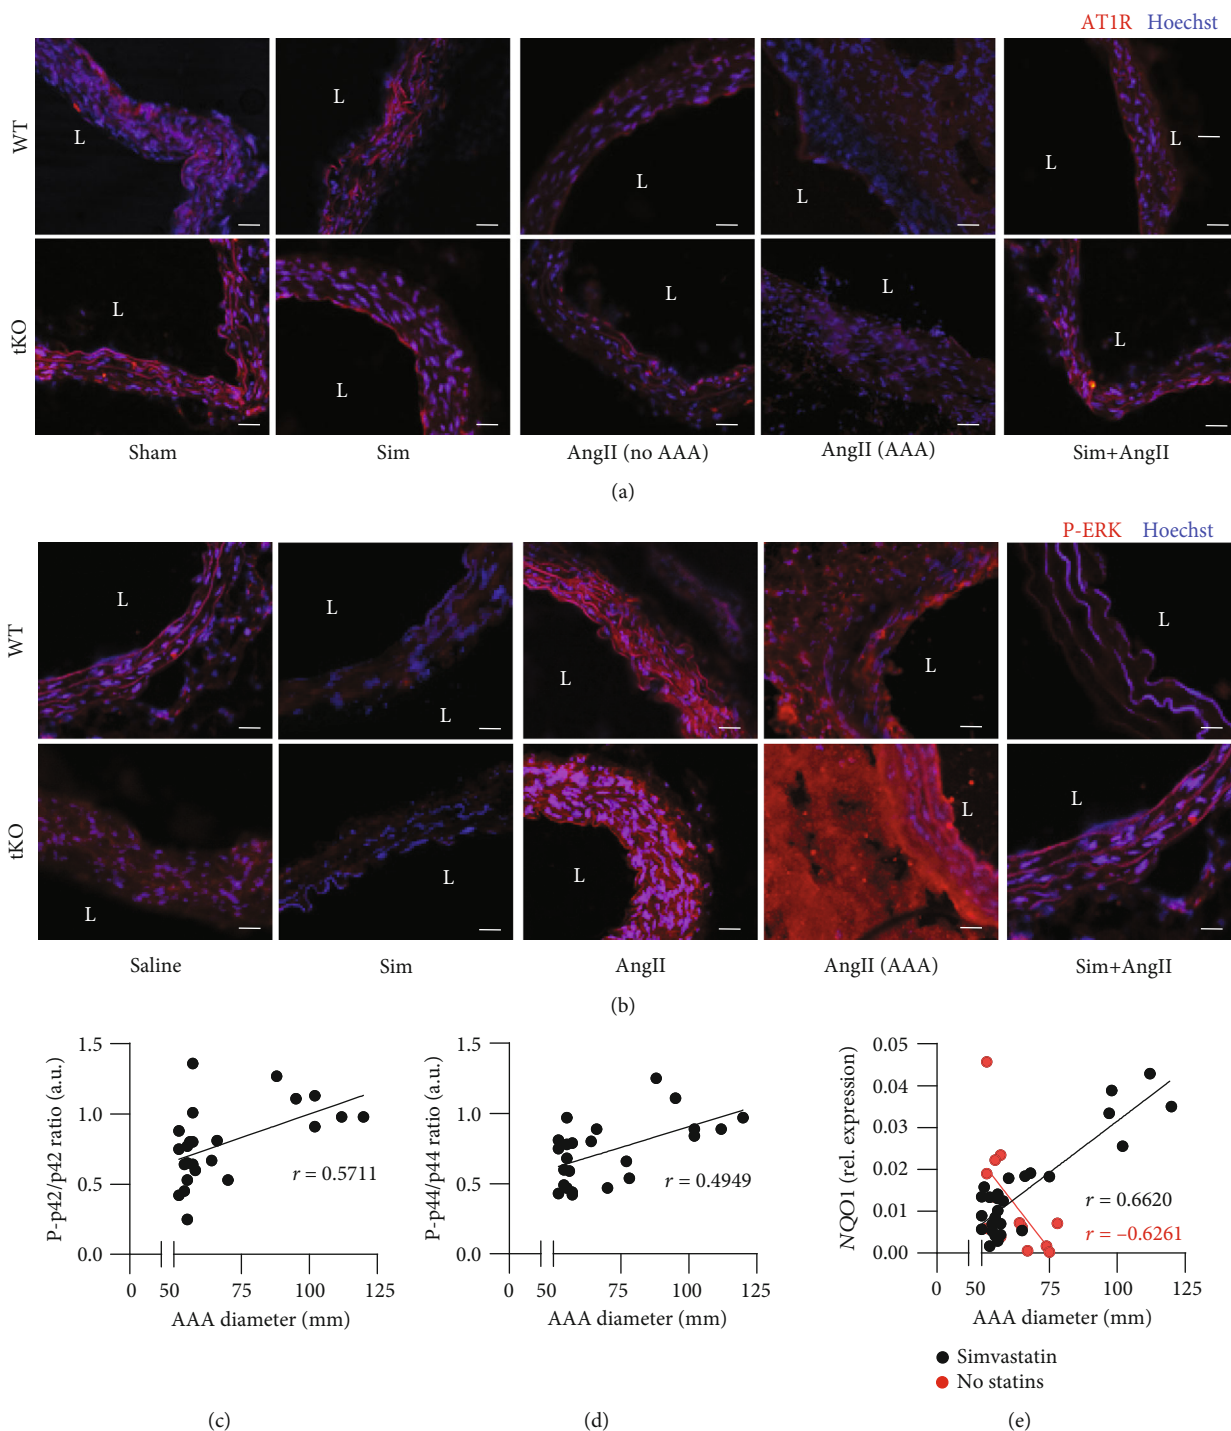 AT1R Hoechst
WT
L
L
L
L
L
L
tKO
L
L
L
L
L
Sham
Sim
AngII (no AAA)
AngII (AAA)
Sim+AngII
(a)
P-ERK Hoechst
WT
L
L
L
L
L
L
tKO
L
L
L
L
L
Saline
Sim
AngII
AngII (AAA)
Sim+AngII
(b)
P-p42/p42 ratio (a.u.)
1.5
1.0
0.5
0.0
r = 0.5711
0 50 75 100 125
AAA diameter (mm)
(c)
P-p44/p44 ratio (a.u.)
1.5
1.0
0.5
0.0
r = 0.4949
0 50 75 100 125
AAA diameter (mm)
(d)
NQO1 (rel. expression)
0.05
0.04
0.03
0.02
0.01
0.00
r = 0.6620
r = –0.6261
0 50 75 100 125
AAA diameter (mm)
Simvastatin
No statins
(e)